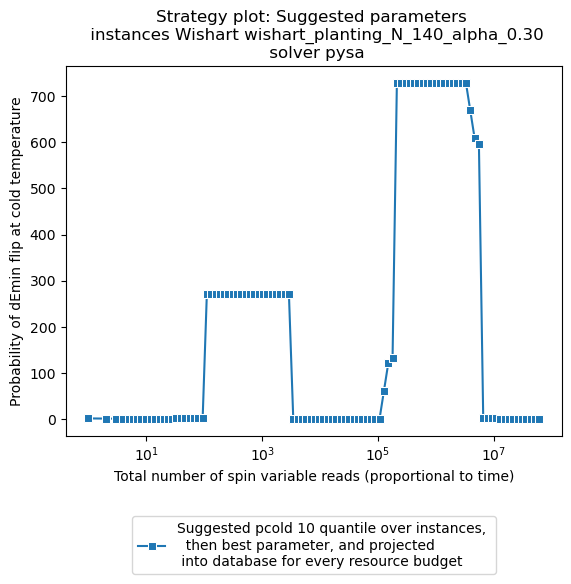 Strategy plot: Suggested parameters
instances Wishart wishart_planting_N_140_alpha_0.30
solver pysa
Probability of dEmin flip at cold temperature
700
600
500
400
300
200
100
0
10^1
10^3
10^5
10^7
Total number of spin variable reads (proportional to time)
Suggested pcold 10 quantile over instances,
then best parameter, and projected
into database for every resource budget